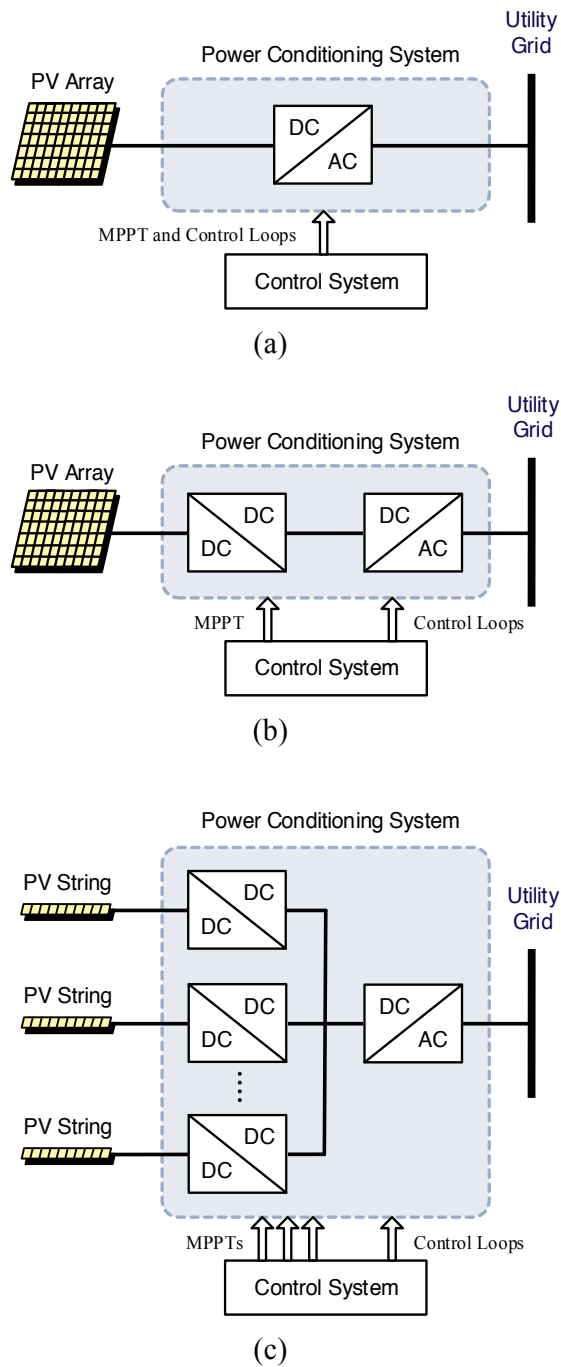 Utility
Grid
Power Conditioning System
PV Array
DC
AC
MPPT and Control Loops
Control System
(a)
Utility
Grid
Power Conditioning System
PV Array
DC
DC
DC
AC
MPPT
Control Loops
Control System
(b)
Power Conditioning System
PV String
DC
DC
Utility
Grid
PV String
DC
DC
DC
AC
PV String
DC
DC
MPPTs
Control Loops
Control System
(c)